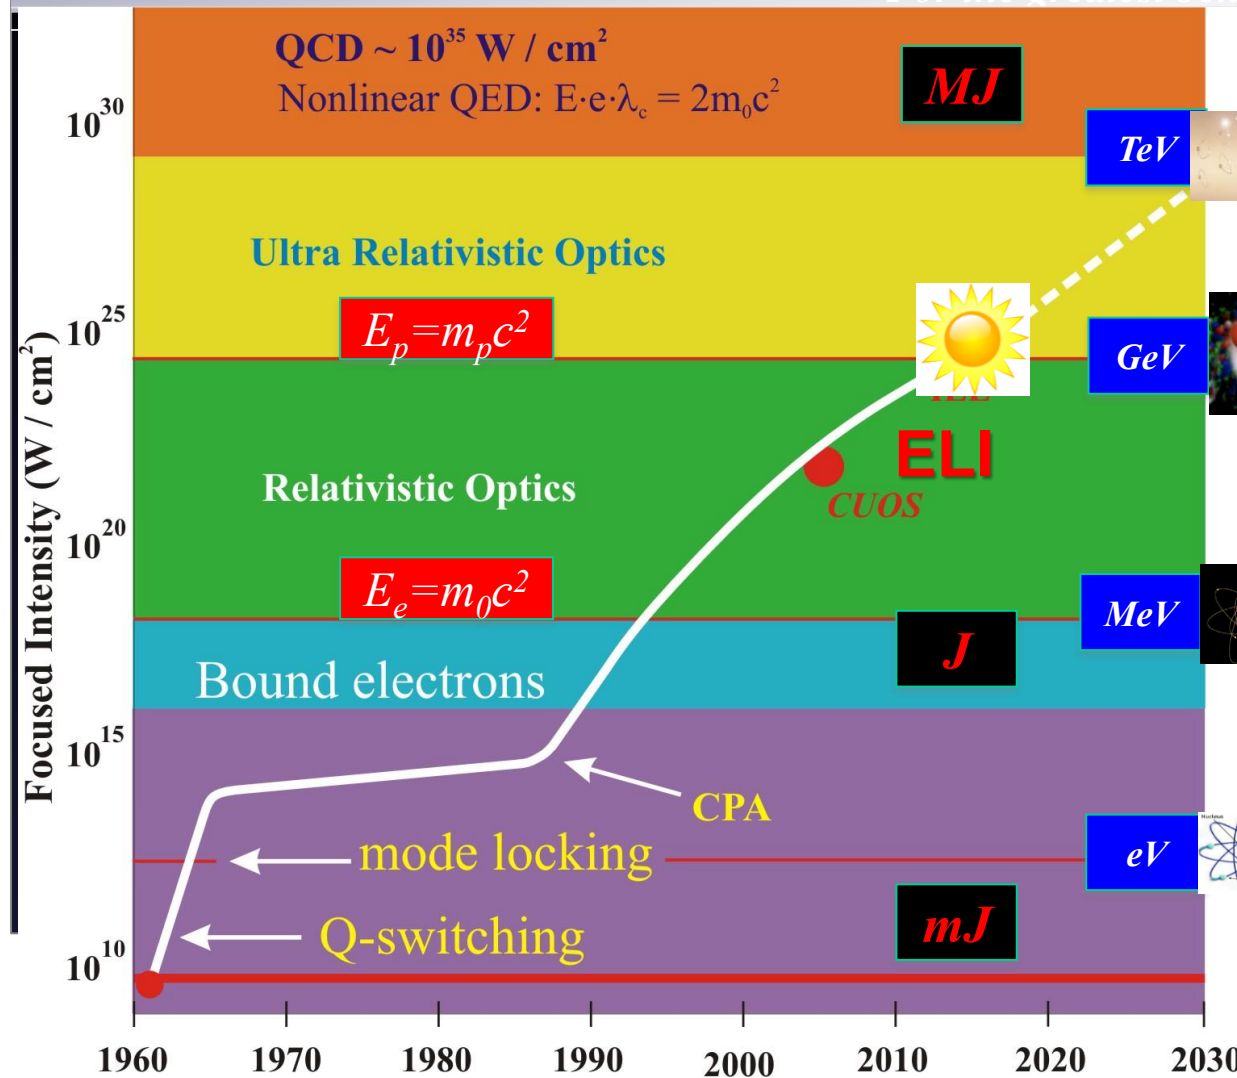 QCD ~ 10³⁵ W / cm²
Nonlinear QED: E·e·λc = 2m₀c²
MJ
10³⁰
TeV
Ultra Relativistic Optics
10²⁵
Eₚ=mₚc²
GeV
ELI
Relativistic Optics
CUOS
10²⁰
Eₑ=m₀c²
MeV
J
Bound electrons
10¹⁵
CPA
mode locking
eV
Nucleus
mJ
Q-switching
10¹⁰
Focused Intensity (W / cm²)
1960 1970 1980 1990 2000 2010 2020 2030